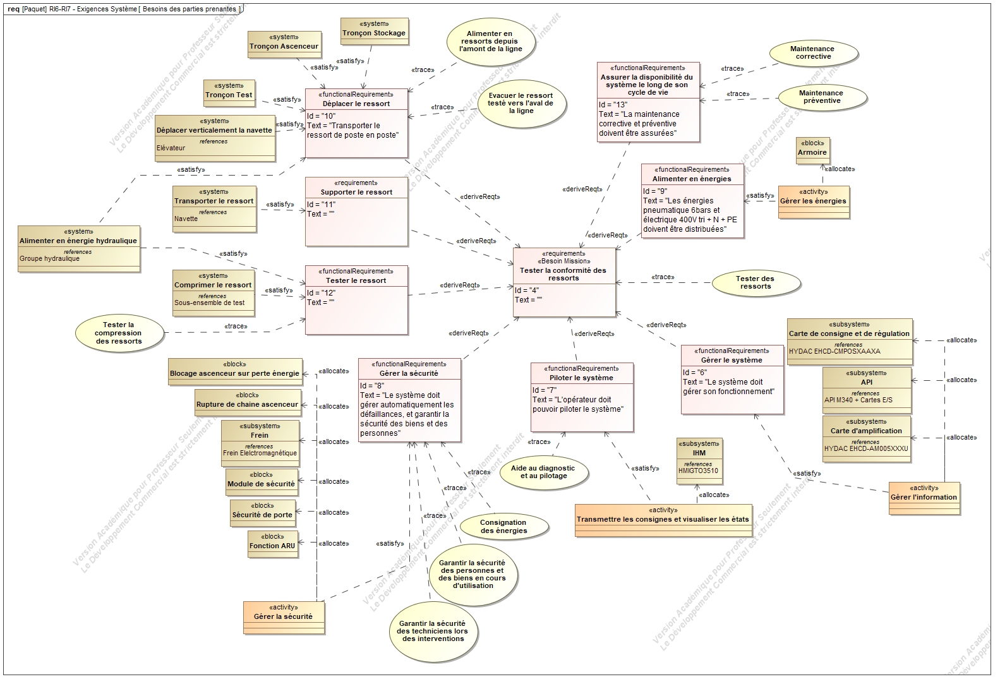 req [Paquet] RI6-RI7 - Exigences Système [ Besoins des parties prenantes ]
«system»
Tronçon Ascenceur
«system»
Tronçon Stockage
Alimenter en
ressorts depuis
l'amont de la ligne
«satisfy»
«satisfy»
«trace»
«system»
Tronçon Test
«satisfy»
«functionalRequirement»
Déplacer le ressort
Id = "10"
Text = "Transporter le
ressort de poste en poste"
Evacuer le ressort
testé vers l'aval de
la ligne
«trace»
«system»
Déplacer verticalement la navette
references
Elévateur
«satisfy»
«satisfy»
«functionalRequirement»
Assurer la disponibilité du
système le long de son
cycle de vie
Id = "13"
Text = "La maintenance
corrective et préventive
doivent être assurées"
Maintenance
corrective
«trace»
Maintenance
préventive
«trace»
«block»
Armoire
«allocate»
«functionalRequirement»
Alimenter en énergies
Id = "9"
Text = "Les énergies
pneumatique 6bars et
électrique 400V tri + N + PE
doivent être distribuées"
«satisfy»
«activity»
Gérer les énergies
«deriveReqt»
«deriveReqt»
«deriveReqt»
«requirement»
Supporter le ressort
Id = "11"
Text = ""
«system»
Transporter le ressort
references
Navette
«satisfy»
«deriveReqt»
«system»
Alimenter en énergie hydraulique
references
Groupe hydraulique
«satisfy»
«functionalRequirement»
Tester le ressort
Id = "12"
Text = ""
«system»
Comprimer le ressort
references
Sous-ensemble de test
«satisfy»
«deriveReqt»
Tester la
compression
des ressorts
«trace»
«requirement»
«Besoin Mission»
Tester la conformité des
ressorts
Id = "4"
Text = ""
«trace»
Tester des
ressorts
«deriveReqt»
«deriveReqt»
«deriveReqt»
«block»
Blocage ascenceur sur perte énergie
«allocate»
«block»
Rupture de chaine ascenceur
«allocate»
«subsystem»
Frein
references
Frein Elelctromagnétique
«allocate»
«block»
Module de sécurité
«allocate»
«block»
Sécurité de porte
«allocate»
«block»
Fonction ARU
«allocate»
«functionalRequirement»
Gérer la sécurité
Id = "8"
Text = "Le système doit
gérer automatiquement les
défaillances, et garantir la
sécurité des biens et des
personnes"
«functionalRequirement»
Piloter le système
Id = "7"
Text = "L'opérateur doit
pouvoir piloter le système"
«functionalRequirement»
Gérer le système
Id = "6"
Text = "Le système doit
gérer son fonctionnement"
«subsystem»
Carte de consigne et de régulation
references
HYDAC EHCD-CMPOSXAAXA
«allocate»
«subsystem»
API
references
API M340 + Cartes E/S
«allocate»
«subsystem»
Carte d'amplification
references
HYDAC EHCD-AM005XXXU
«allocate»
«trace»
Aide au diagnostic
et au pilotage
«satisfy»
«subsystem»
IHM
references
HMIGTO3510
«allocate»
«satisfy»
«activity»
Gérer l'information
«activity»
Transmettre les consignes et visualiser les états
«trace»
«trace»
«trace»
«satisfy»
Consignation
des énergies
Garantir la sécurité
des personnes et
des biens en cours
d'utilisation
Garantir la sécurité
des techniciens lors
des interventions
«activity»
Gérer la sécurité
Version Académique pour Professeur Seulement
Le Développement Commercial est strictement interdit